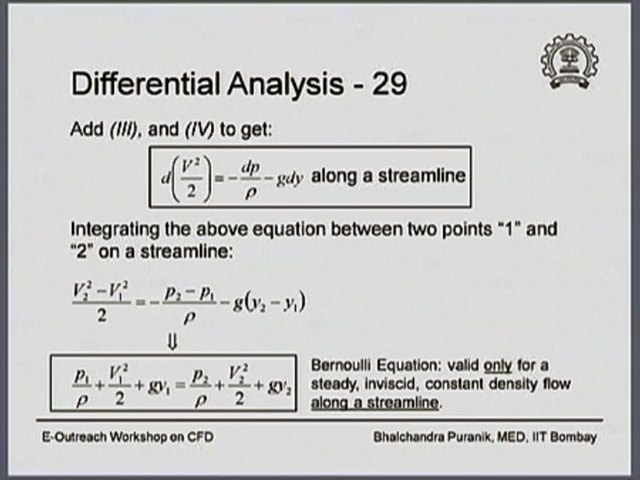 Differential Analysis - 29
Add (III), and (IV) to get:
d(V²/2) = - dp/ρ - gdy along a streamline
Integrating the above equation between two points "1" and
"2" on a streamline:
(V₂² - V₁²)/2 = - (p₂ - p₁)/ρ - g(y₂ - y₁)
⇓
p₁/ρ + V₁²/2 + gy₁ = p₂/ρ + V₂²/2 + gy₂
Bernoulli Equation: valid only for a
steady, inviscid, constant density flow
along a streamline.
E-Outreach Workshop on CFD
Bhalchandra Puranik, MED, IIT Bombay